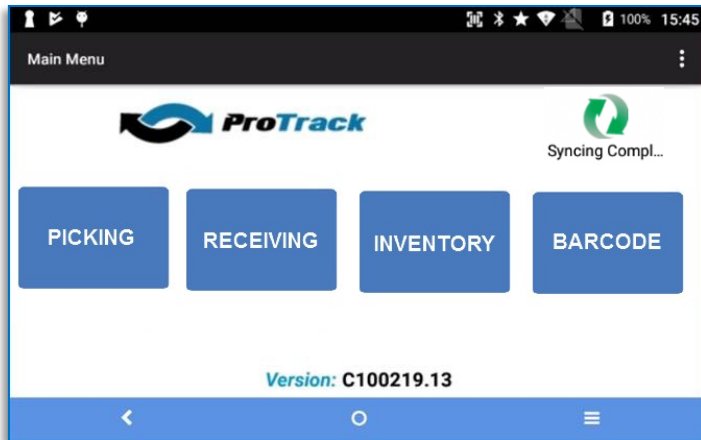 100% 15:45
Main Menu
ProTrack
Syncing Compl...
PICKING RECEIVING INVENTORY BARCODE
Version: C100219.13